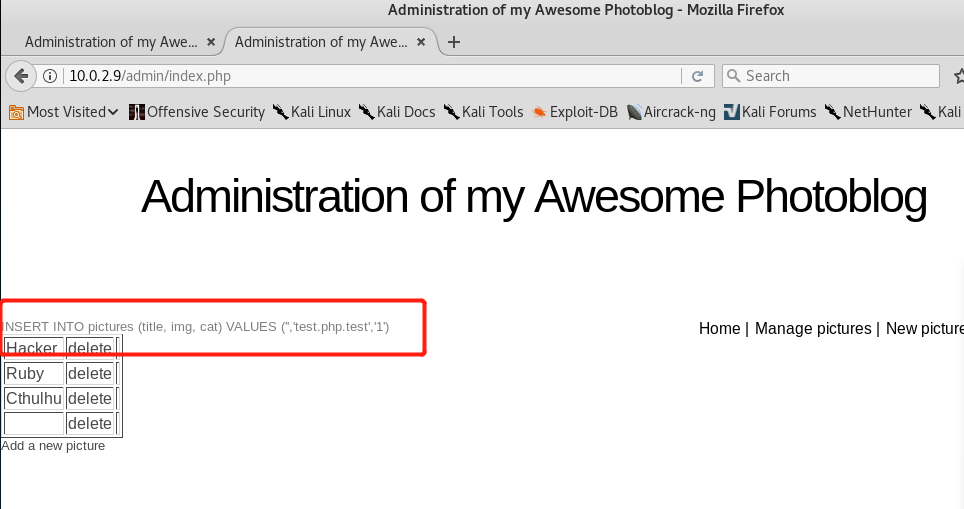 Administration of my Awesome Photoblog - Mozilla Firefox
Administration of my Awe... × Administration of my Awe... × +
10.0.2.9/admin/index.php Search
Most Visited Offensive Security Kali Linux Kali Docs Kali Tools Exploit-DB Aircrack-ng Kali Forums NetHunter Kali
Administration of my Awesome Photoblog
INSERT INTO pictures (title, img, cat) VALUES ('','test.php.test','1')
Home | Manage pictures | New picture
Hacker delete
Ruby delete
Cthulhu delete
delete
Add a new picture